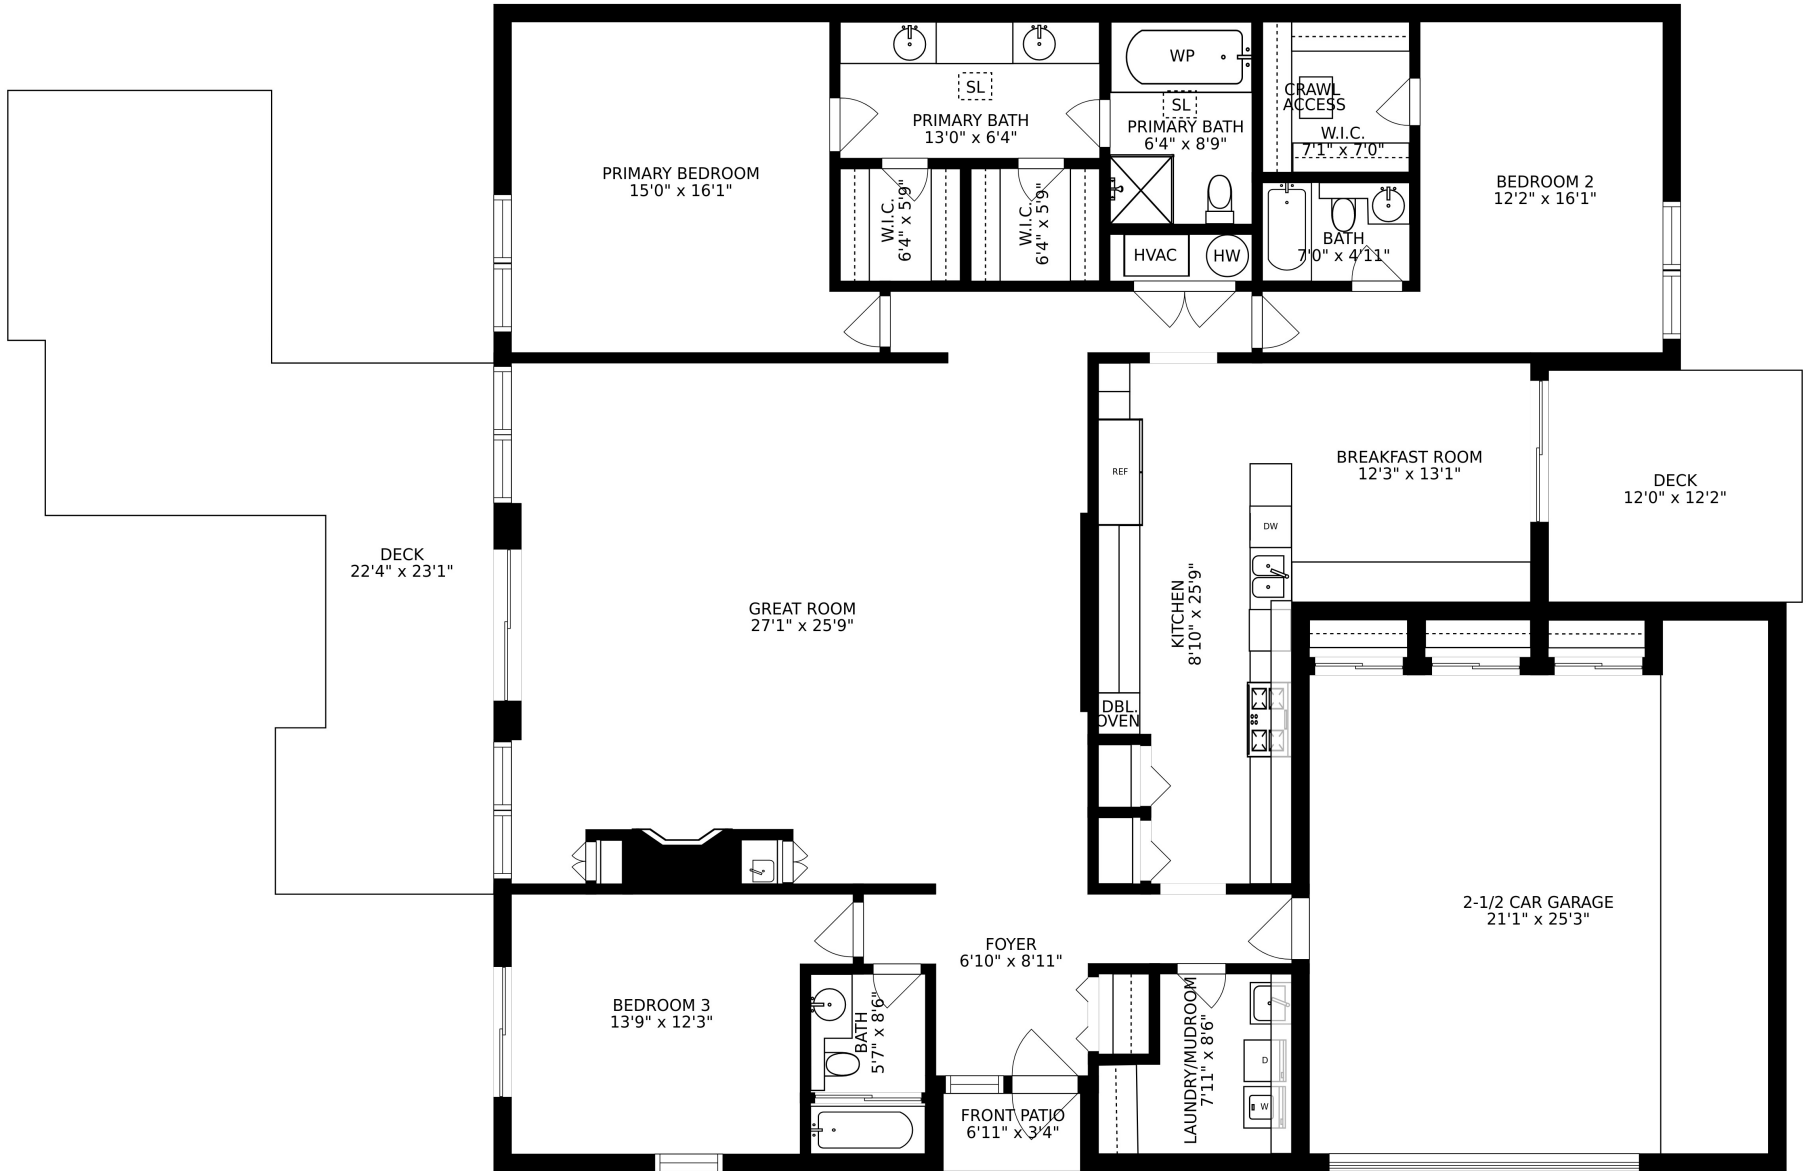 PRIMARY BEDROOM
15'0" x 16'1"
SL
PRIMARY BATH
13'0" x 6'4"
WP
SL
PRIMARY BATH
6'4" x 8'9"
CRAWL
ACCESS
W.I.C.
7'1" x 7'0"
BEDROOM 2
12'2" x 16'1"
W.I.C.
6'4" x 5'9"
W.I.C.
6'4" x 5'9"
HVAC
HW
BATH
7'0" x 4'11"
DECK
22'4" x 23'1"
GREAT ROOM
27'1" x 25'9"
REF
DW
KITCHEN
8'10" x 25'9"
DBL.
OVEN
BREAKFAST ROOM
12'3" x 13'1"
DECK
12'0" x 12'2"
2-1/2 CAR GARAGE
21'1" x 25'3"
FOYER
6'10" x 8'11"
BEDROOM 3
13'9" x 12'3"
BATH
5'7" x 8'6"
LAUNDRY/MUDROOM
7'11" x 8'6"
D
W
FRONT PATIO
6'11" x 3'4"